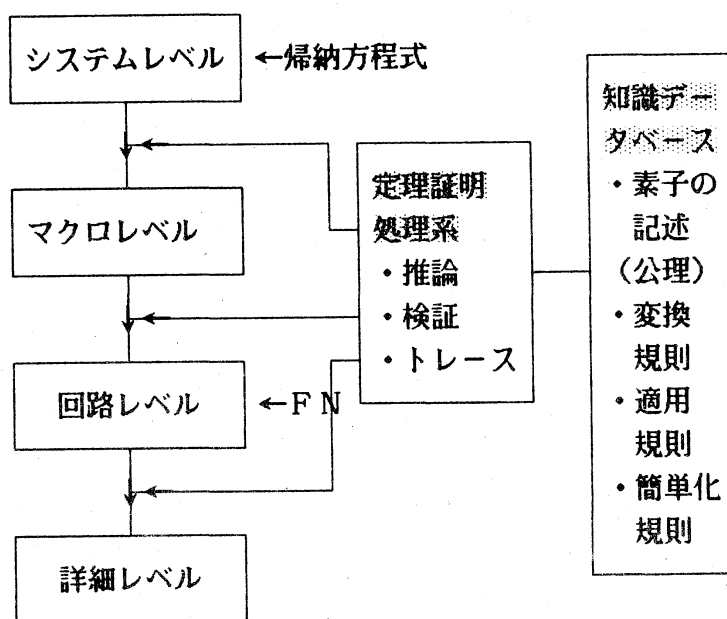 システムレベル
←帰納方程式
マクロレベル
回路レベル
←ＦＮ
詳細レベル
定理証明
処理系
・推論
・検証
・トレース
知識デー
タベース
・素子の
記述
（公理）
・変換
規則
・適用
規則
・簡単化
規則